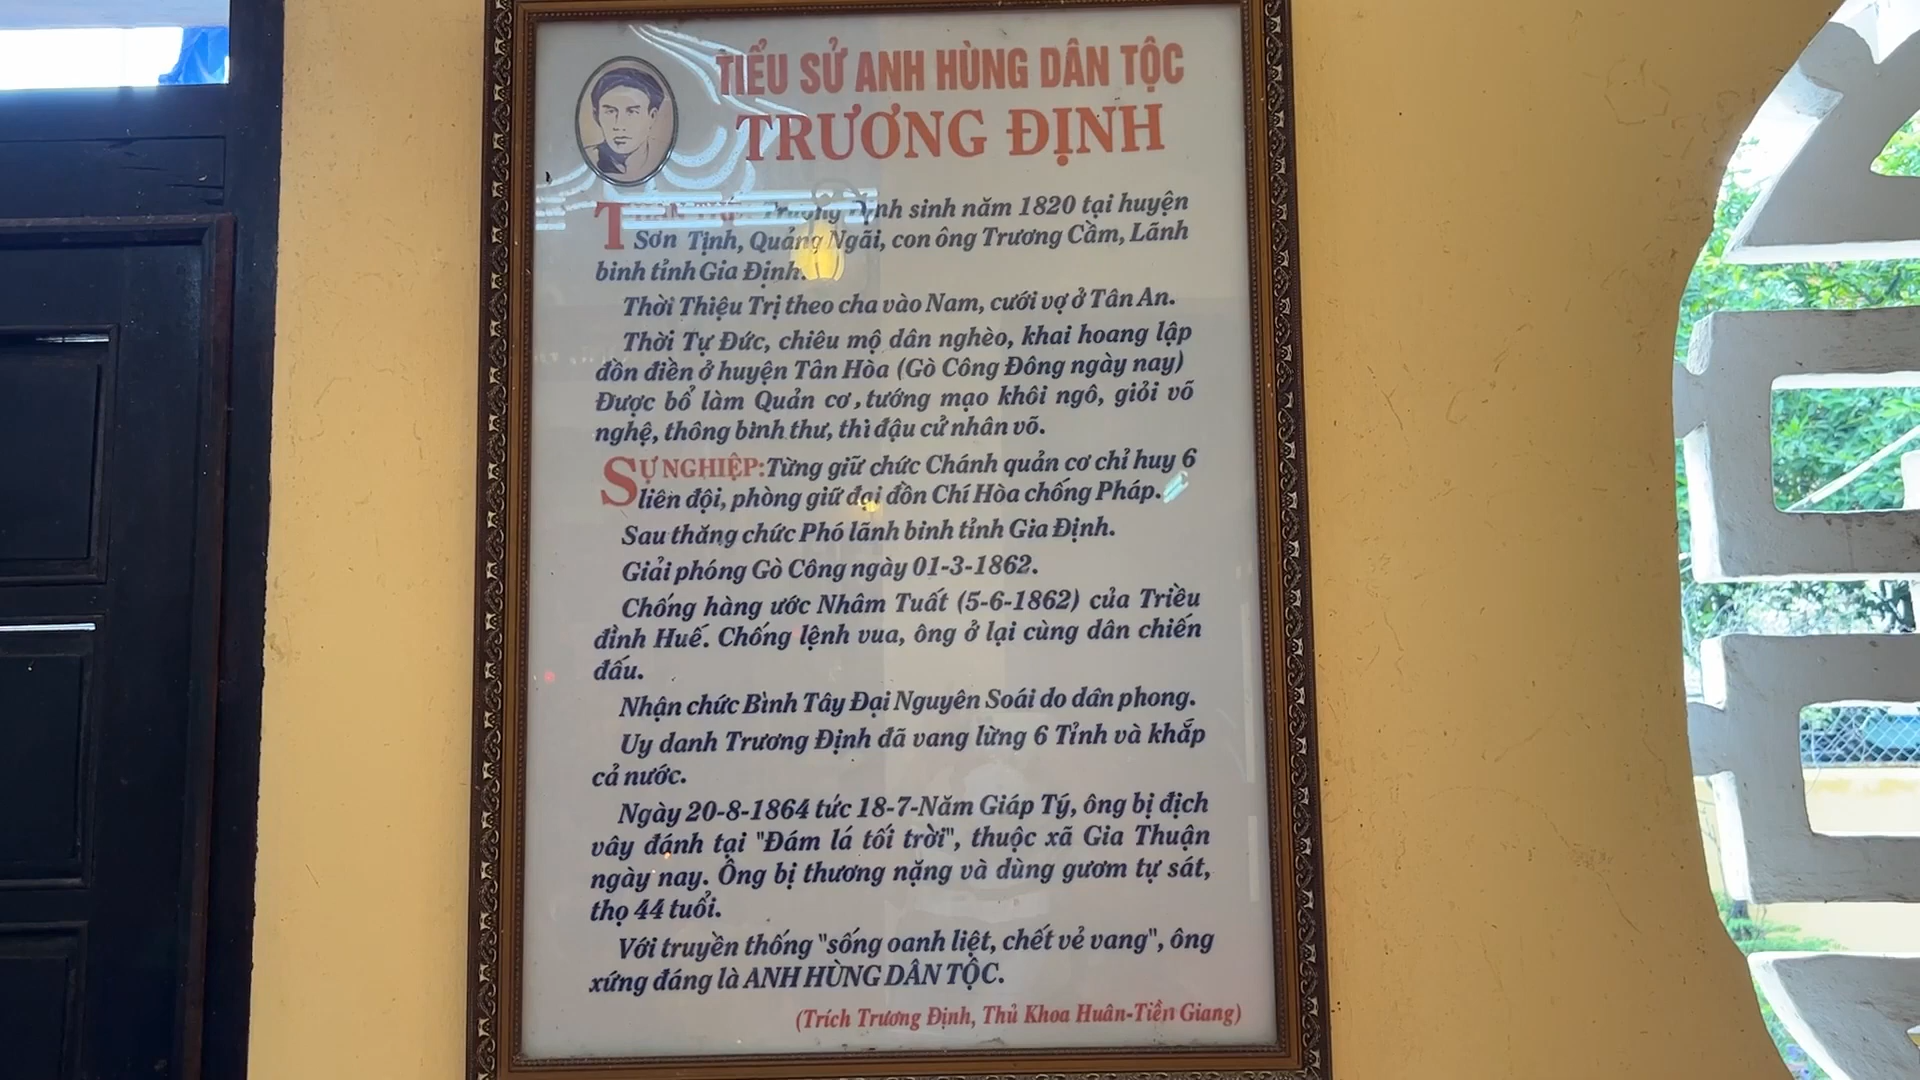 TIỂU SỬ ANH HÙNG DÂN TỘC
TRƯƠNG ĐỊNH
Trương Định sinh năm 1820 tại huyện
Sơn Tịnh, Quảng Ngãi, con ông Trương Cầm, Lãnh
binh tỉnh Gia Định.
Thời Thiệu Trị theo cha vào Nam, cưới vợ ở Tân An.
Thời Tự Đức, chiêu mộ dân nghèo, khai hoang lập
đồn điền ở huyện Tân Hòa (Gò Công Đông ngày nay)
Được bổ làm Quản cơ, tướng mạo khôi ngô, giỏi võ
nghệ, thông binh thư, thi đậu cử nhân võ.
SỰ NGHIỆP: Từng giữ chức Chánh quản cơ chỉ huy 6
liên đội, phòng giữ đại đồn Chí Hòa chống Pháp.
Sau thăng chức Phó lãnh binh tỉnh Gia Định.
Giải phóng Gò Công ngày 01-3-1862.
Chống hàng ước Nhâm Tuất (5-6-1862) của Triều
đình Huế. Chống lệnh vua, ông ở lại cùng dân chiến
đấu.
Nhận chức Bình Tây Đại Nguyên Soái do dân phong.
Uy danh Trương Định đã vang lừng 6 Tỉnh và khắp
cả nước.
Ngày 20-8-1864 tức 18-7-Năm Giáp Tý, ông bị địch
vây đánh tại "Đám lá tối trời", thuộc xã Gia Thuận
ngày nay. Ông bị thương nặng và dùng gươm tự sát,
thọ 44 tuổi.
Với truyền thống "sống oanh liệt, chết vẻ vang", ông
xứng đáng là ANH HÙNG DÂN TỘC.
(Trích Trương Định, Thủ Khoa Huân-Tiền Giang)